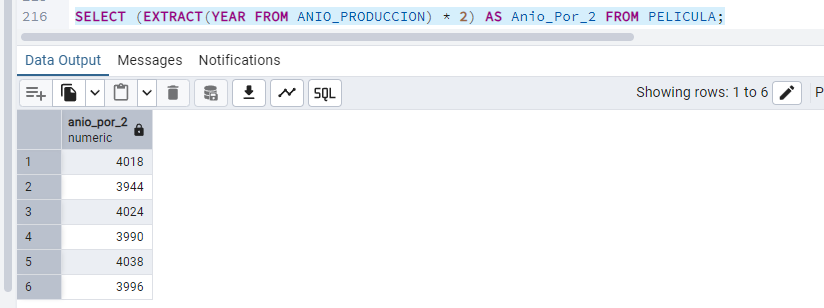 216 SELECT (EXTRACT(YEAR FROM ANIO_PRODUCCION) * 2) AS Anio_Por_2 FROM PELICULA;
Data Output Messages Notifications
SQL Showing rows: 1 to 6 P
anio_por_2
numeric
1 4018
2 3944
3 4024
4 3990
5 4038
6 3996